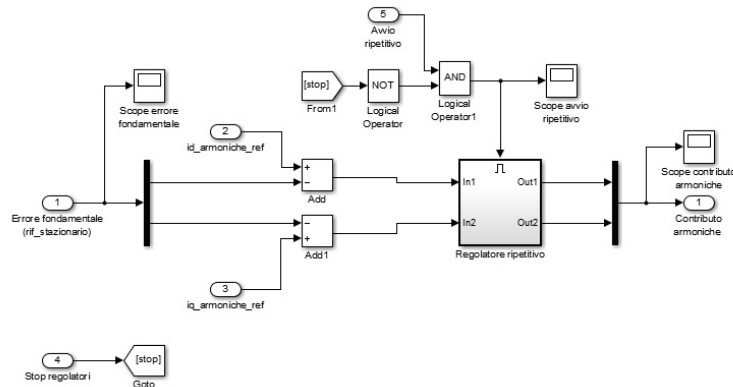 5
Avvio
ripetitivo
[stop]
From1
NOT
Logical
Operator
AND
Logical
Operator1
Scope avvio
ripetitivo
Scope errore
fondamentale
2
id_armoniche_ref
+
−
Add
1
Errore fondamentale
(rif_stazionario)
−
+
Add1
3
iq_armoniche_ref
In1
Out1
In2
Out2
Regolatore ripetitivo
Scope contributo
armoniche
1
Contributo
armoniche
4
Stop regolatori
[stop]
Goto